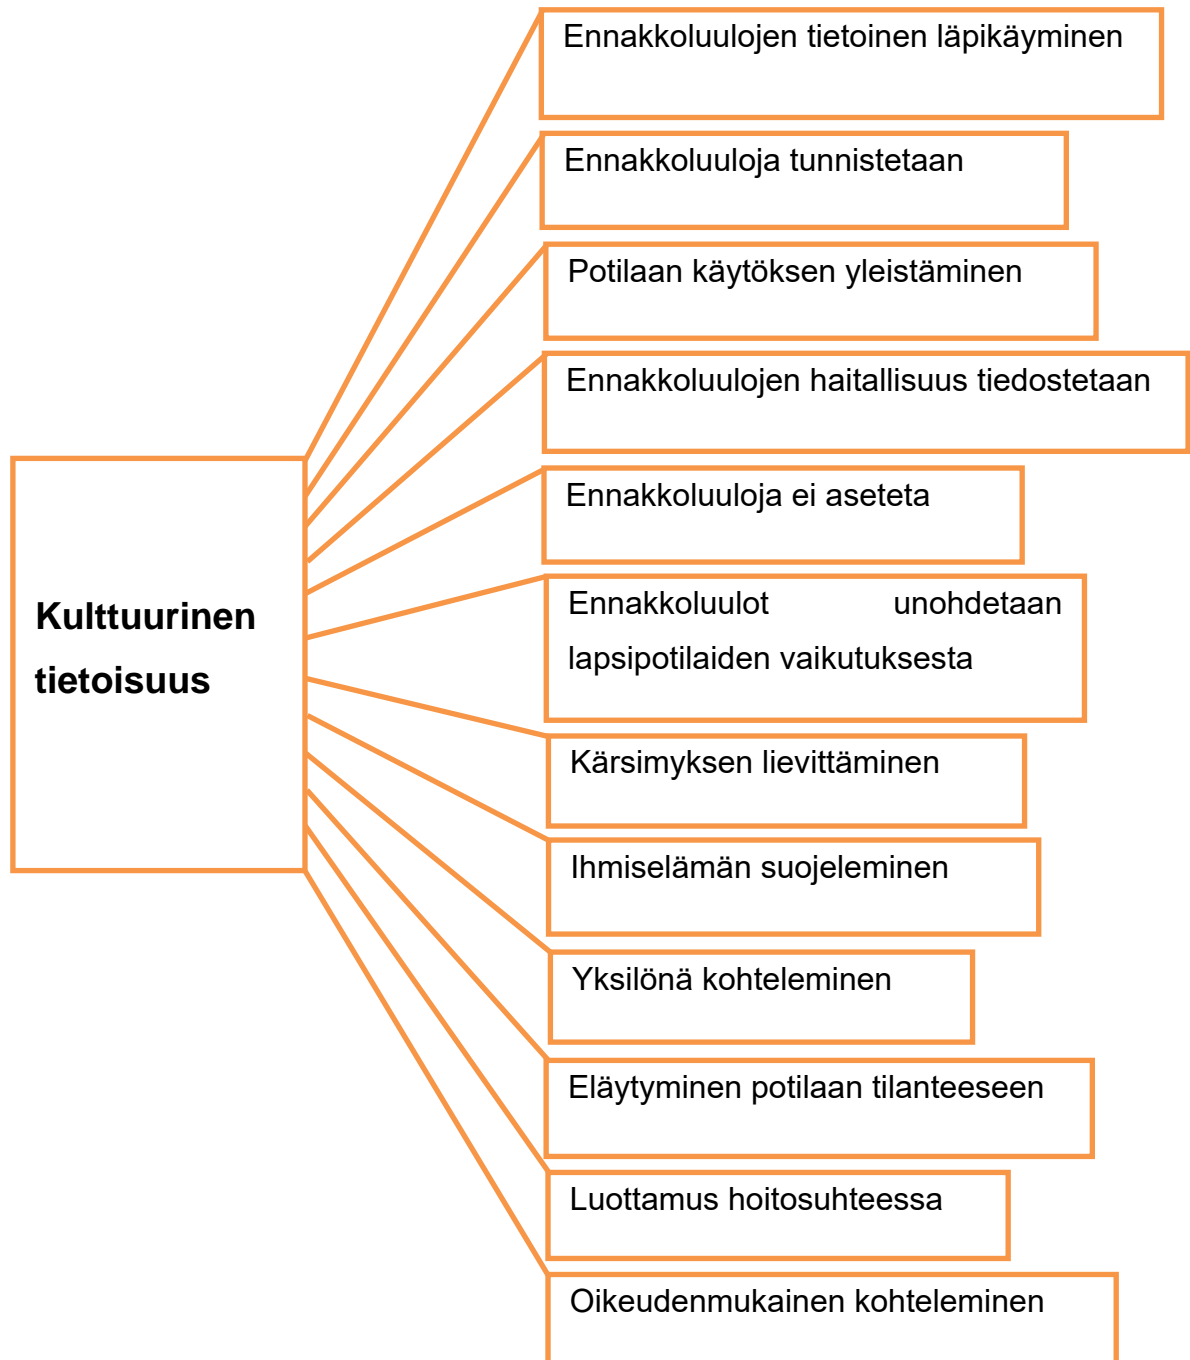 Ennakkoluulojen tietoinen läpikäyminen
Ennakkoluuloja tunnistetaan
Potilaan käytöksen yleistäminen
Ennakkoluulojen haitallisuus tiedostetaan
Ennakkoluuloja ei aseteta
Ennakkoluulot unohdetaan
lapsipotilaiden vaikutuksesta
Kulttuurinen
tietoisuus
Kärsimyksen lievittäminen
Ihmiselämän suojeleminen
Yksilönä kohteleminen
Eläytyminen potilaan tilanteeseen
Luottamus hoitosuhteessa
Oikeudenmukainen kohteleminen